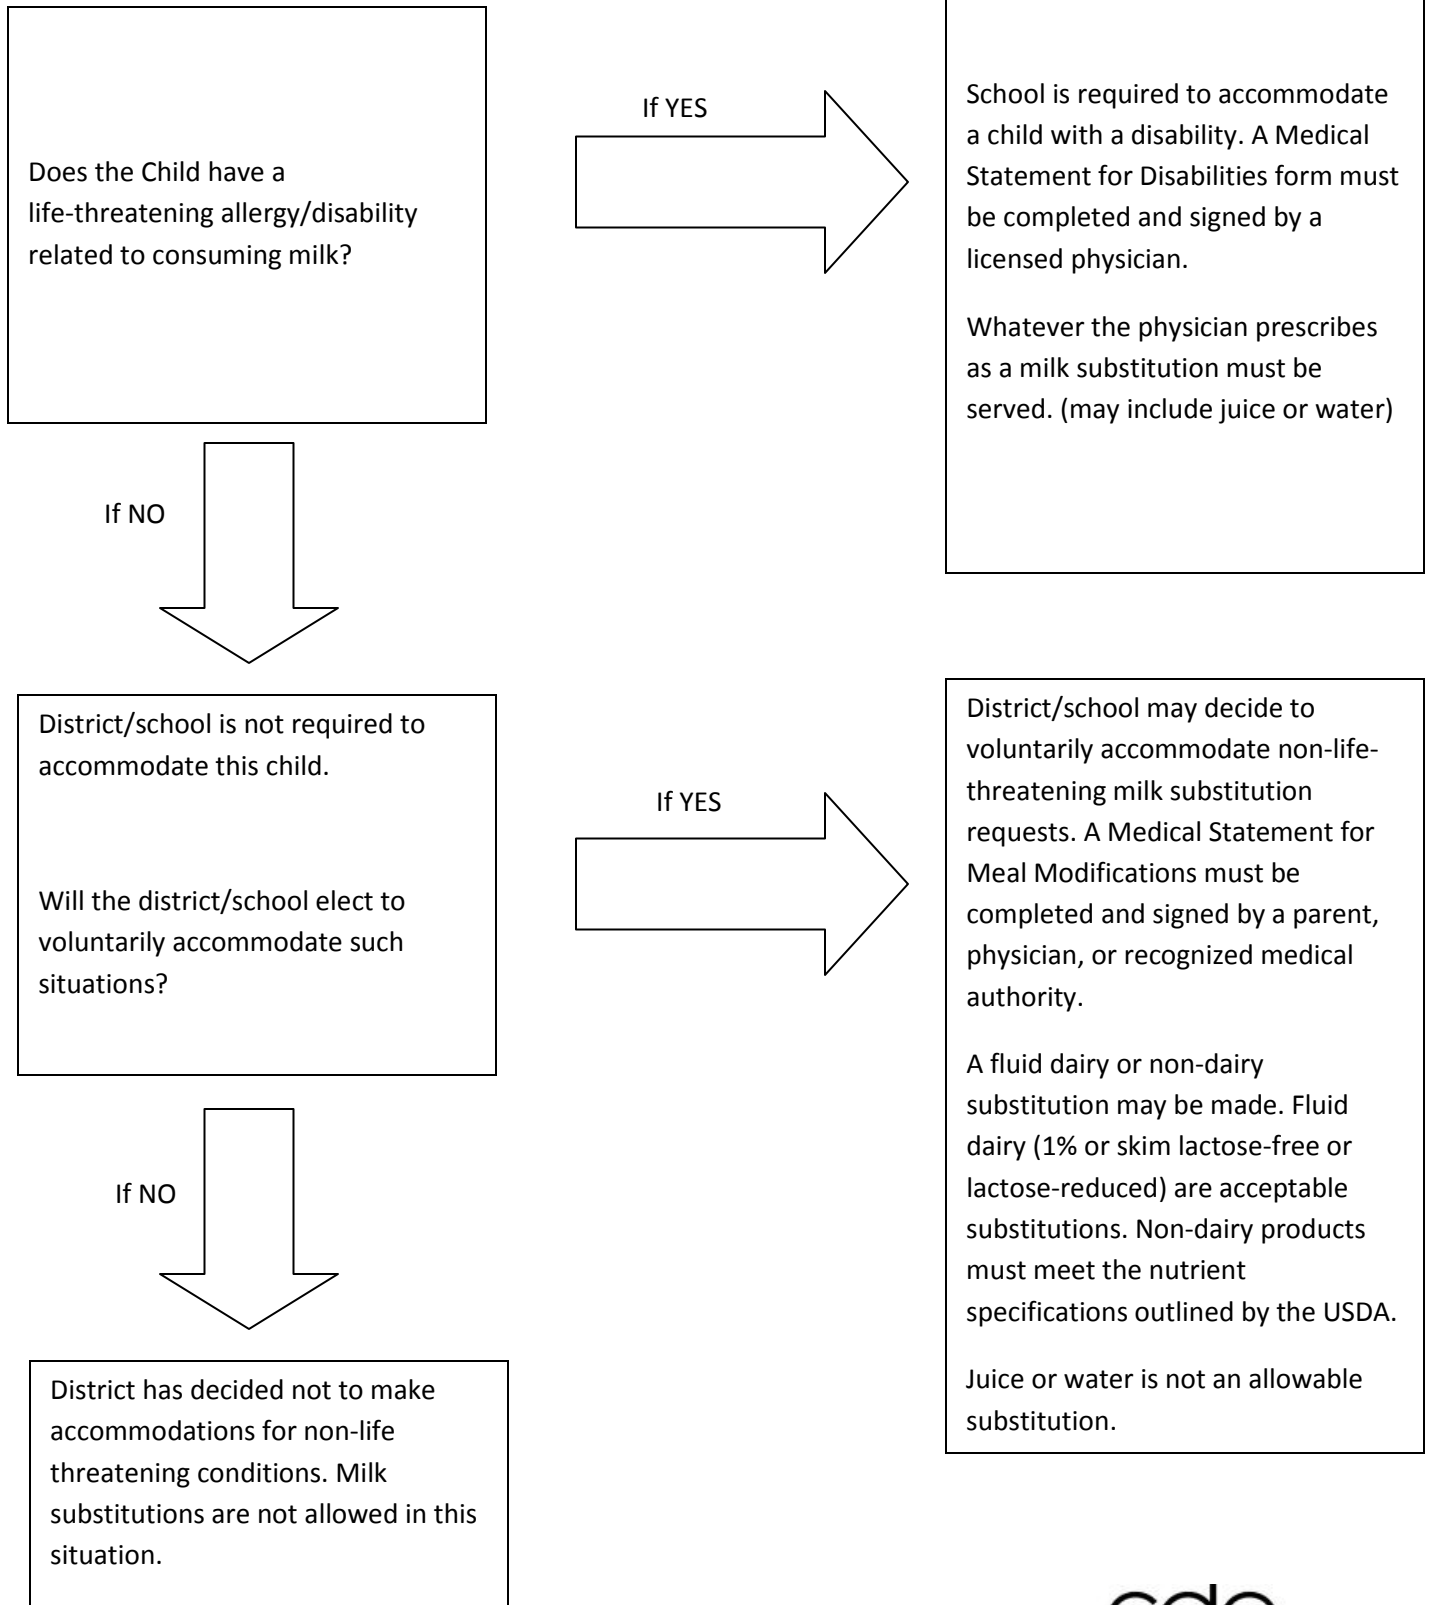 Does the Child have a
life-threatening allergy/disability
related to consuming milk?
If YES
School is required to accommodate
a child with a disability. A Medical
Statement for Disabilities form must
be completed and signed by a
licensed physician.
Whatever the physician prescribes
as a milk substitution must be
served. (may include juice or water)
If NO
District/school is not required to
accommodate this child.
Will the district/school elect to
voluntarily accommodate such
situations?
If YES
District/school may decide to
voluntarily accommodate non-life-
threatening milk substitution
requests. A Medical Statement for
Meal Modifications must be
completed and signed by a parent,
physician, or recognized medical
authority.
A fluid dairy or non-dairy
substitution may be made. Fluid
dairy (1% or skim lactose-free or
lactose-reduced) are acceptable
substitutions. Non-dairy products
must meet the nutrient
specifications outlined by the USDA.
Juice or water is not an allowable
substitution.
If NO
District has decided not to make
accommodations for non-life
threatening conditions. Milk
substitutions are not allowed in this
situation.
cde